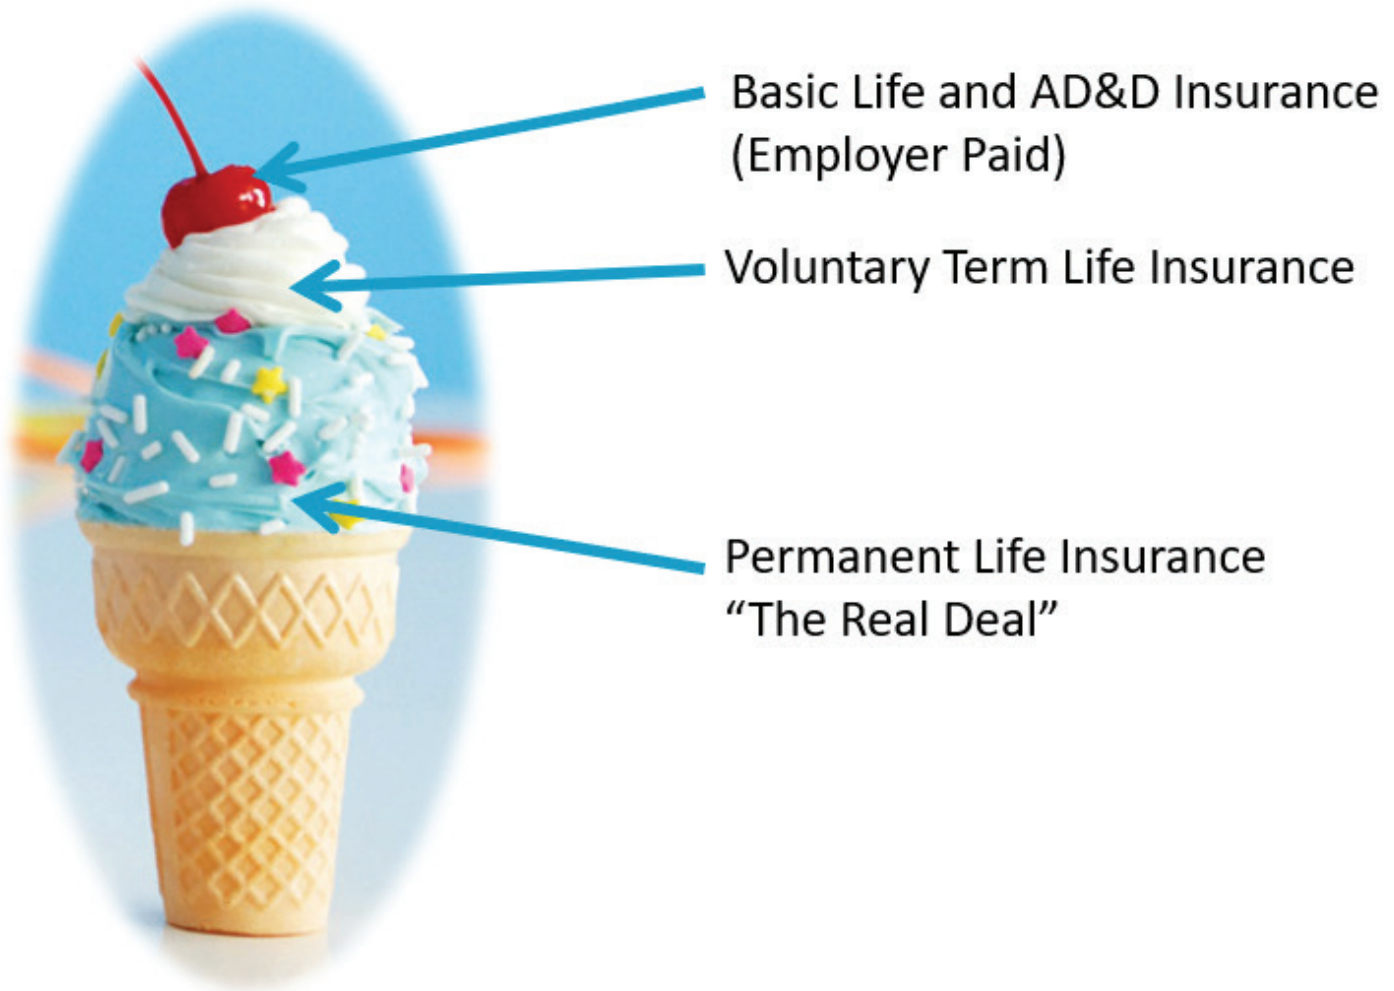 Basic Life and AD&D Insurance
(Employer Paid)
Voluntary Term Life Insurance
Permanent Life Insurance
“The Real Deal”